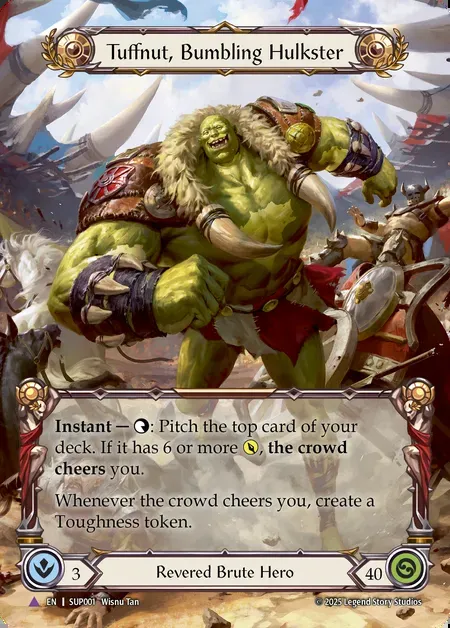 Tuffnut, Bumbling Hulkster
Instant — : Pitch the top card of your
deck. If it has 6 or more , the crowd
cheers you.
Whenever the crowd cheers you, create a
Toughness token.
3
Revered Brute Hero
40
EN | SUP001 Wisnu Tan
© 2025 Legend Story Studios